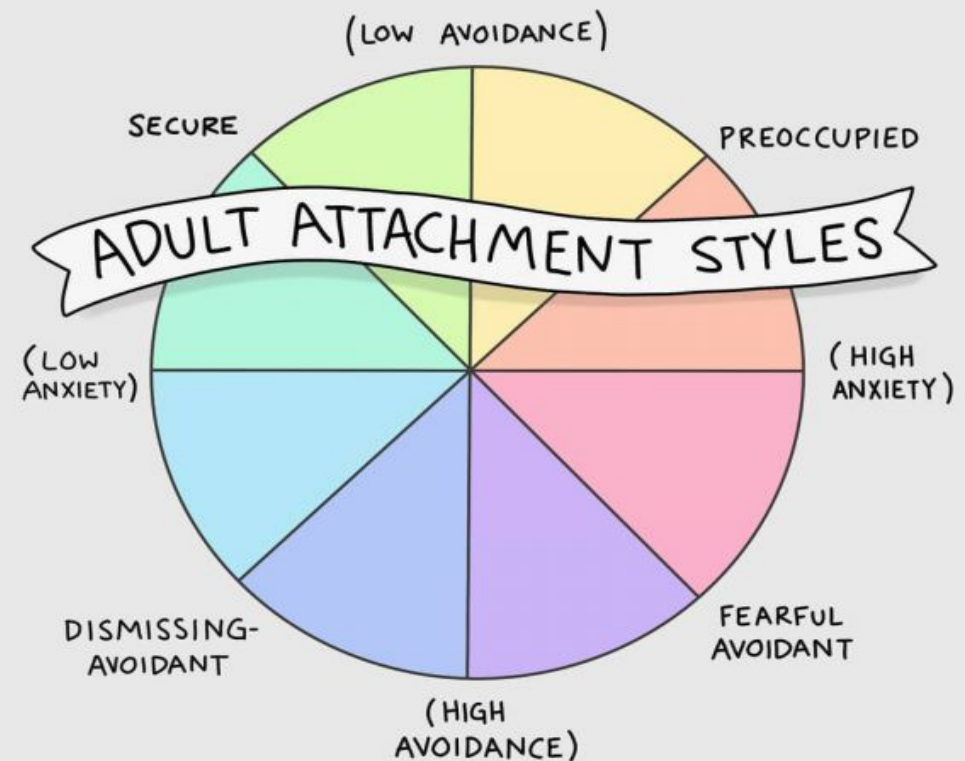 (LOW AVOIDANCE)
SECURE
PREOCCUPIED
ADULT ATTACHMENT STYLES
(LOW
ANXIETY)
(HIGH
ANXIETY)
DISMISSING-
AVOIDANT
FEARFUL
AVOIDANT
(HIGH
AVOIDANCE)